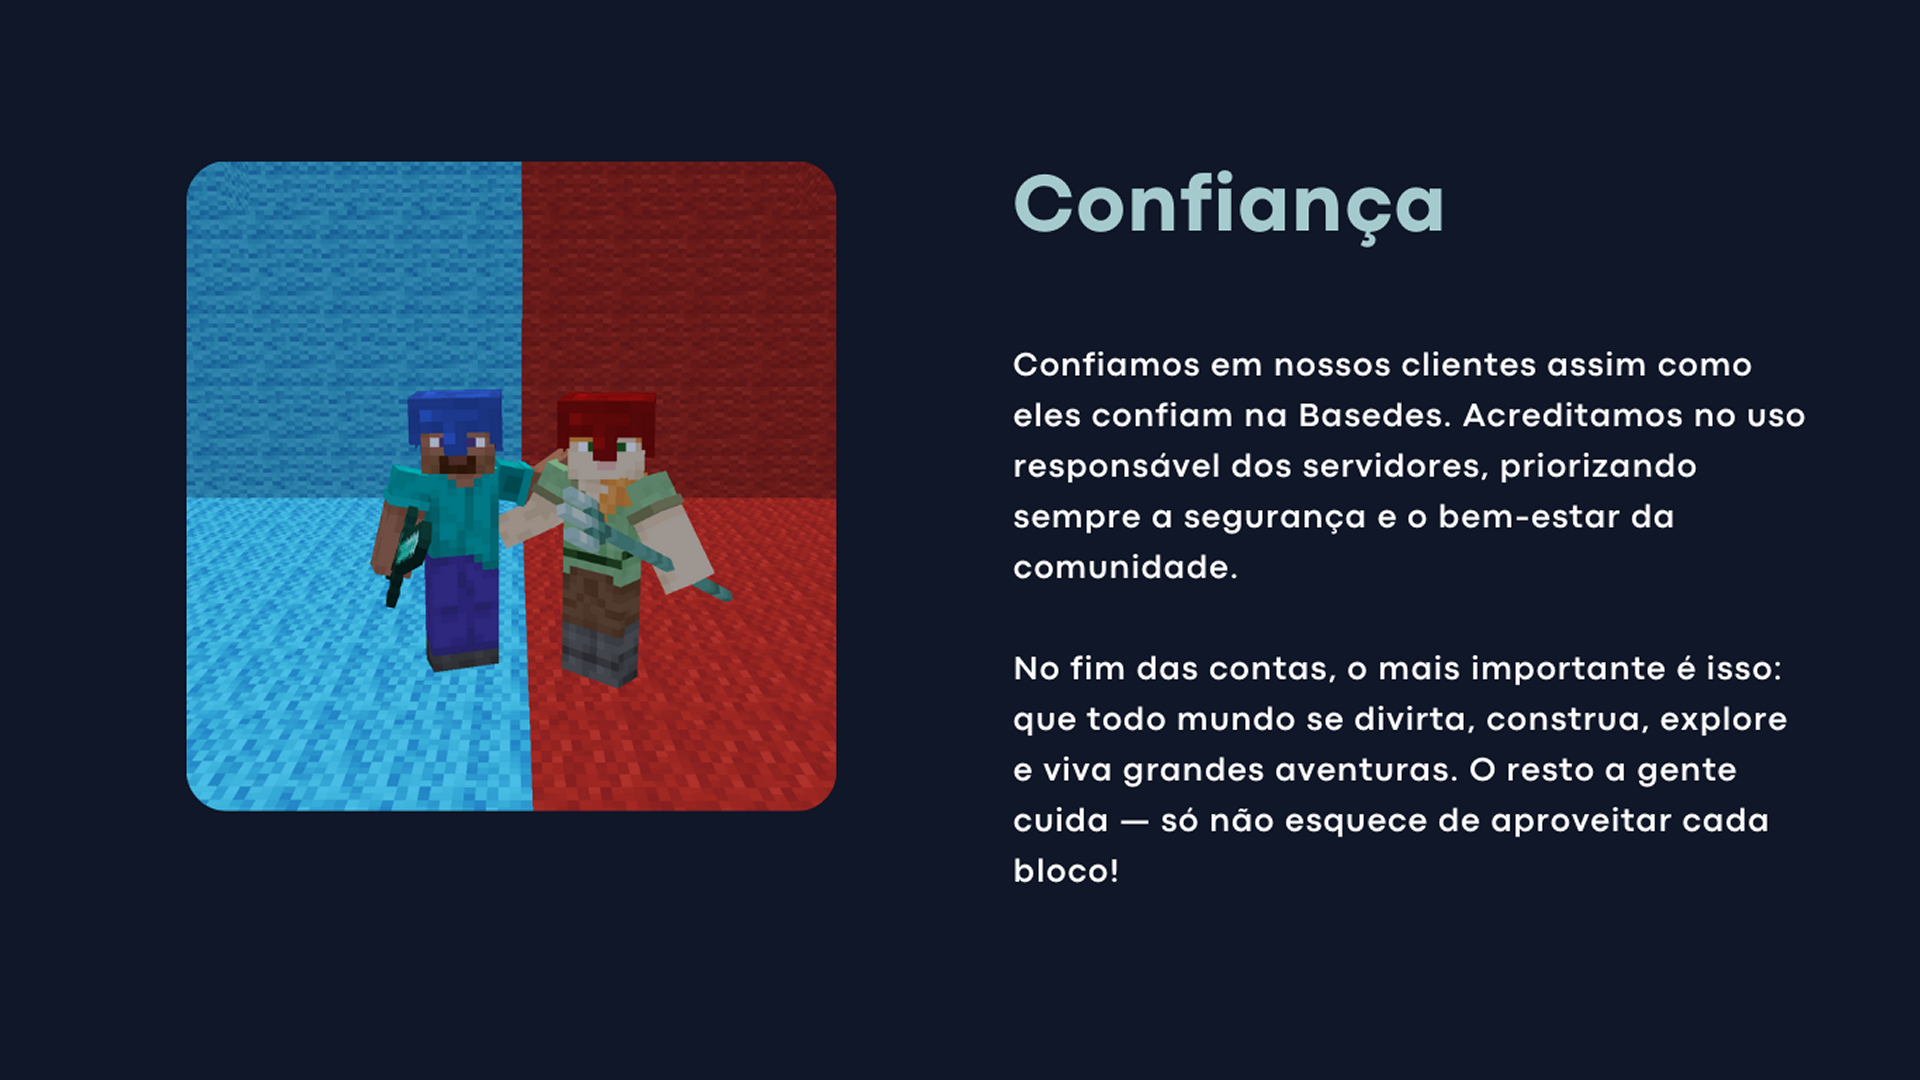 Confiança
Confiamos em nossos clientes assim como
eles confiam na Basedes. Acreditamos no uso
responsável dos servidores, priorizando
sempre a segurança e o bem-estar da
comunidade.
No fim das contas, o mais importante é isso:
que todo mundo se divirta, construa, explore
e viva grandes aventuras. O resto a gente
cuida — só não esquece de aproveitar cada
bloco!